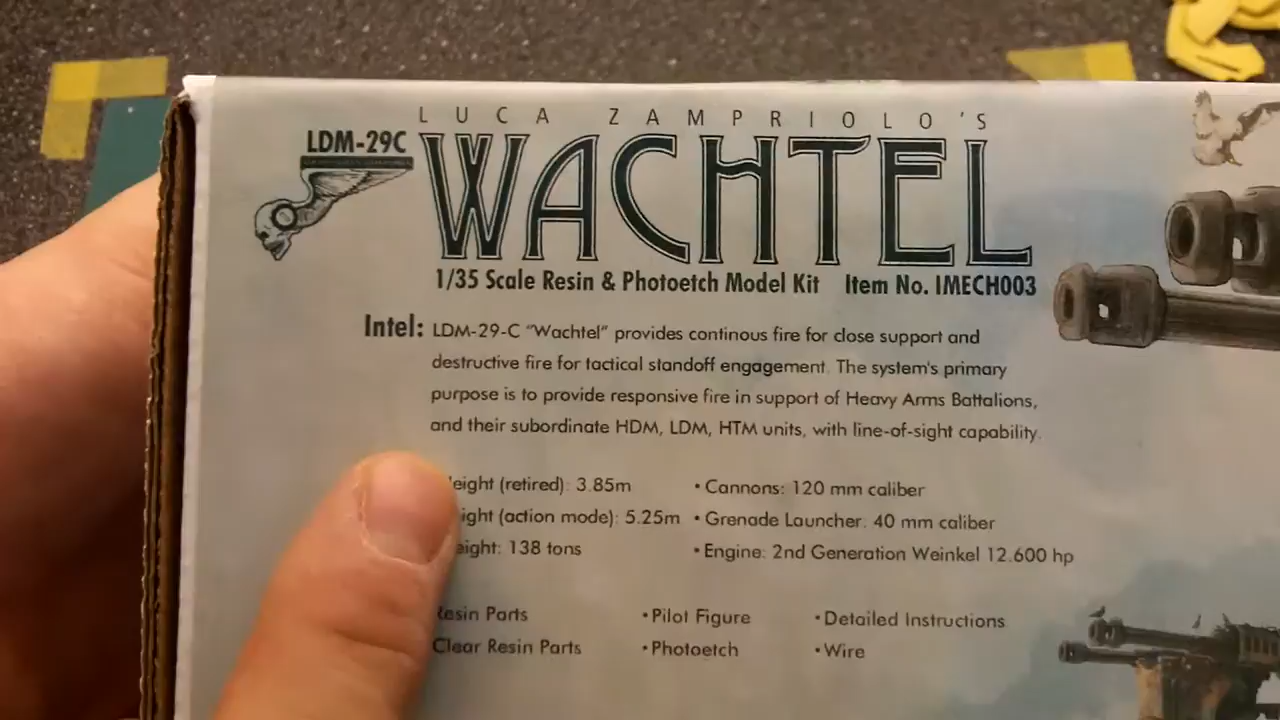 LUCA ZAMPRIOLO'S
LDM-29C
WACHTEL
1/35 Scale Resin & Photoetch Model Kit Item No. IMECH003
Intel: LDM-29-C "Wachtel" provides continous fire for close support and
destructive fire for tactical standoff engagement. The system's primary
purpose is to provide responsive fire in support of Heavy Arms Battalions,
and their subordinate HDM, LDM, HTM units, with line-of-sight capability.
(retired): 3.85m • Cannons: 120 mm caliber
(action mode): 5.25m • Grenade Launcher: 40 mm caliber
138 tons • Engine: 2nd Generation Weinkel 12.600 hp
Resin Parts • Pilot Figure • Detailed Instructions
Clear Resin Parts • Photoetch • Wire